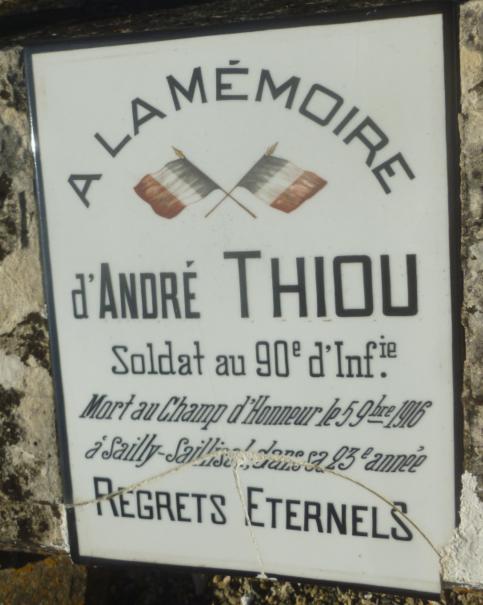 A LA MÉMOIRE
d'ANDRÉ THIOU
Soldat au 90e d'Infie.
Mort au Champ d'Honneur le 5 9bre 1916
à Sailly-Saillisel, dans sa 23e année
REGRETS ETERNELS